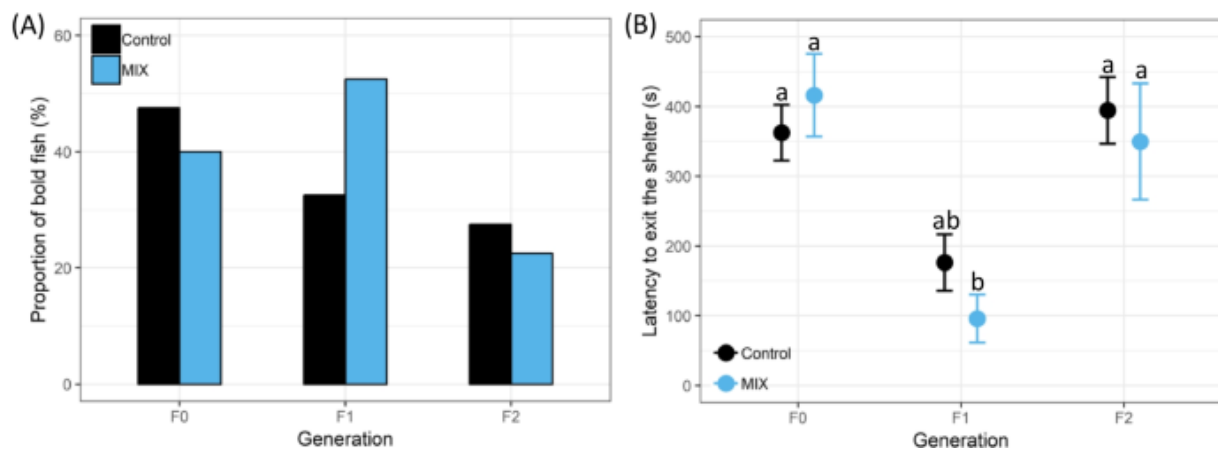 (A)
Proportion of bold fish (%)
60
40
20
0
Control
MIX
F0
F1
F2
Generation
(B)
Latency to exit the shelter (s)
500
400
300
200
100
0
a
a
ab
b
a
a
Control
MIX
F0
F1
F2
Generation